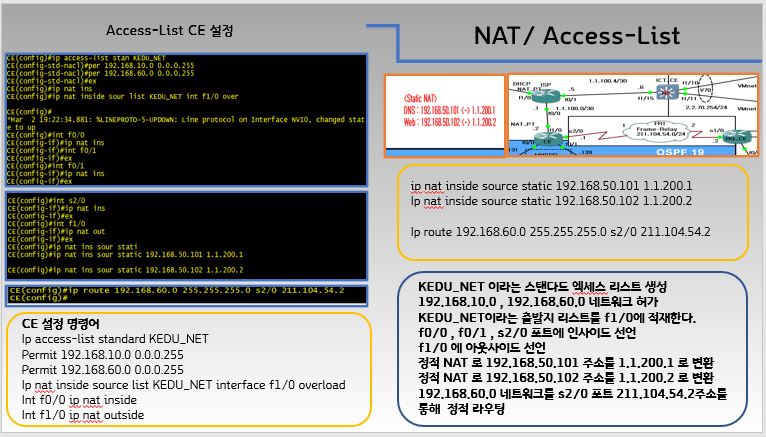 Access-List CE 설정
NAT/ Access-List
CE(config)#ip access-list stan KEDU_NET
CE(config-std-nacl)#per 192.168.10.0 0.0.0.255
CE(config-std-nacl)#per 192.168.60.0 0.0.0.255
CE(config-std-nacl)#ex
CE(config)#ip nat ins
CE(config)#ip nat inside sour list KEDU_NET int f1/0 over
CE(config)#
*Mar 2 19:22:34.881: %LINEPROTO-5-UPDOWN: Line protocol on Interface NVI0, changed stat
e to up
CE(config)#int f0/0
CE(config-if)#ip nat ins
CE(config-if)#ex
CE(config)#int f0/1
CE(config-if)#ip nat ins
CE(config-if)#ex
CE(config)#int s2/0
CE(config-if)#ip nat ins
CE(config-if)#ex
CE(config)#int f1/0
CE(config-if)#ip nat out
CE(config-if)#ex
CE(config)#ip nat ins sour stati
CE(config)#ip nat ins sour static 192.168.50.101 1.1.200.1
CE(config)#ip nat ins sour static 192.168.50.102 1.1.200.2
CE(config)#ip route 192.168.60.0 255.255.255.0 s2/0 211.104.54.2
CE(config)#
CE 설정 명령어
Ip access-list standard KEDU_NET
Permit 192.168.10.0 0.0.0.255
Permit 192.168.60.0 0.0.0.255
Ip nat inside source list KEDU_NET interface f1/0 overload
Int f0/0 ip nat inside
Int f1/0 ip nat outside
<Static NAT>
DNS : 192.168.50.101 <-> 1.1.200.1
Web : 192.168.50.102 <-> 1.1.200.2
DHCP ISP
NAT_PT
.5
1.1.100.4/30
.6
ICT_CE
f0/1
f1/15
f1/10
f1/11
V70
VMnet
2.2.70.254/24
NAT_PT
f1/0
CE
s2/0
FR1
Frame-Relay
211.104.54.0/24
s1/0
HQ_CE
f0/1
.139
.131
OSPF 19
ip nat inside source static 192.168.50.101 1.1.200.1
Ip nat inside source static 192.168.50.102 1.1.200.2
Ip route 192.168.60.0 255.255.255.0 s2/0 211.104.54.2
KEDU_NET 이라는 스탠다드 엑세스 리스트 생성
192.168.10.0 , 192.168.60.0 네트워크 허가
KEDU_NET이라는 출발지 리스트를 f1/0에 적재한다.
f0/0 , f0/1 , s2/0 포트에 인사이드 선언
f1/0 에 아웃사이드 선언
정적 NAT 로 192.168.50.101 주소를 1.1.200.1 로 변환
정적 NAT 로 192.168.50.102 주소를 1.1.200.2 로 변환
192.168.60.0 네트워크를 s2/0 포트 211.104.54.2주소를
통해 정적 라우팅